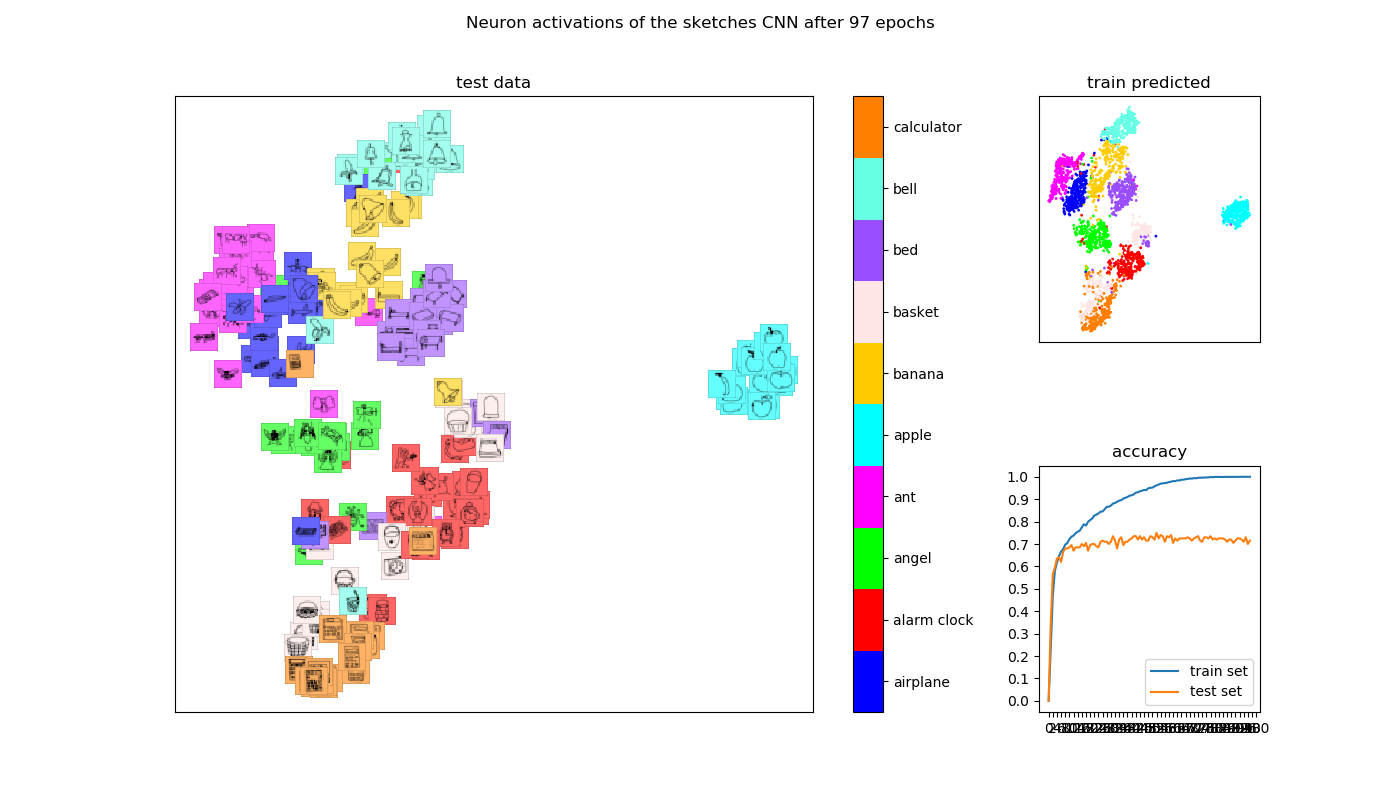 Neuron activations of the sketches CNN after 97 epochs
test data
calculator
bell
bed
basket
banana
apple
ant
angel
alarm clock
airplane
train predicted
accuracy
1.0
0.9
0.8
0.7
0.6
0.5
0.4
0.3
0.2
0.1
0.0
train set
test set